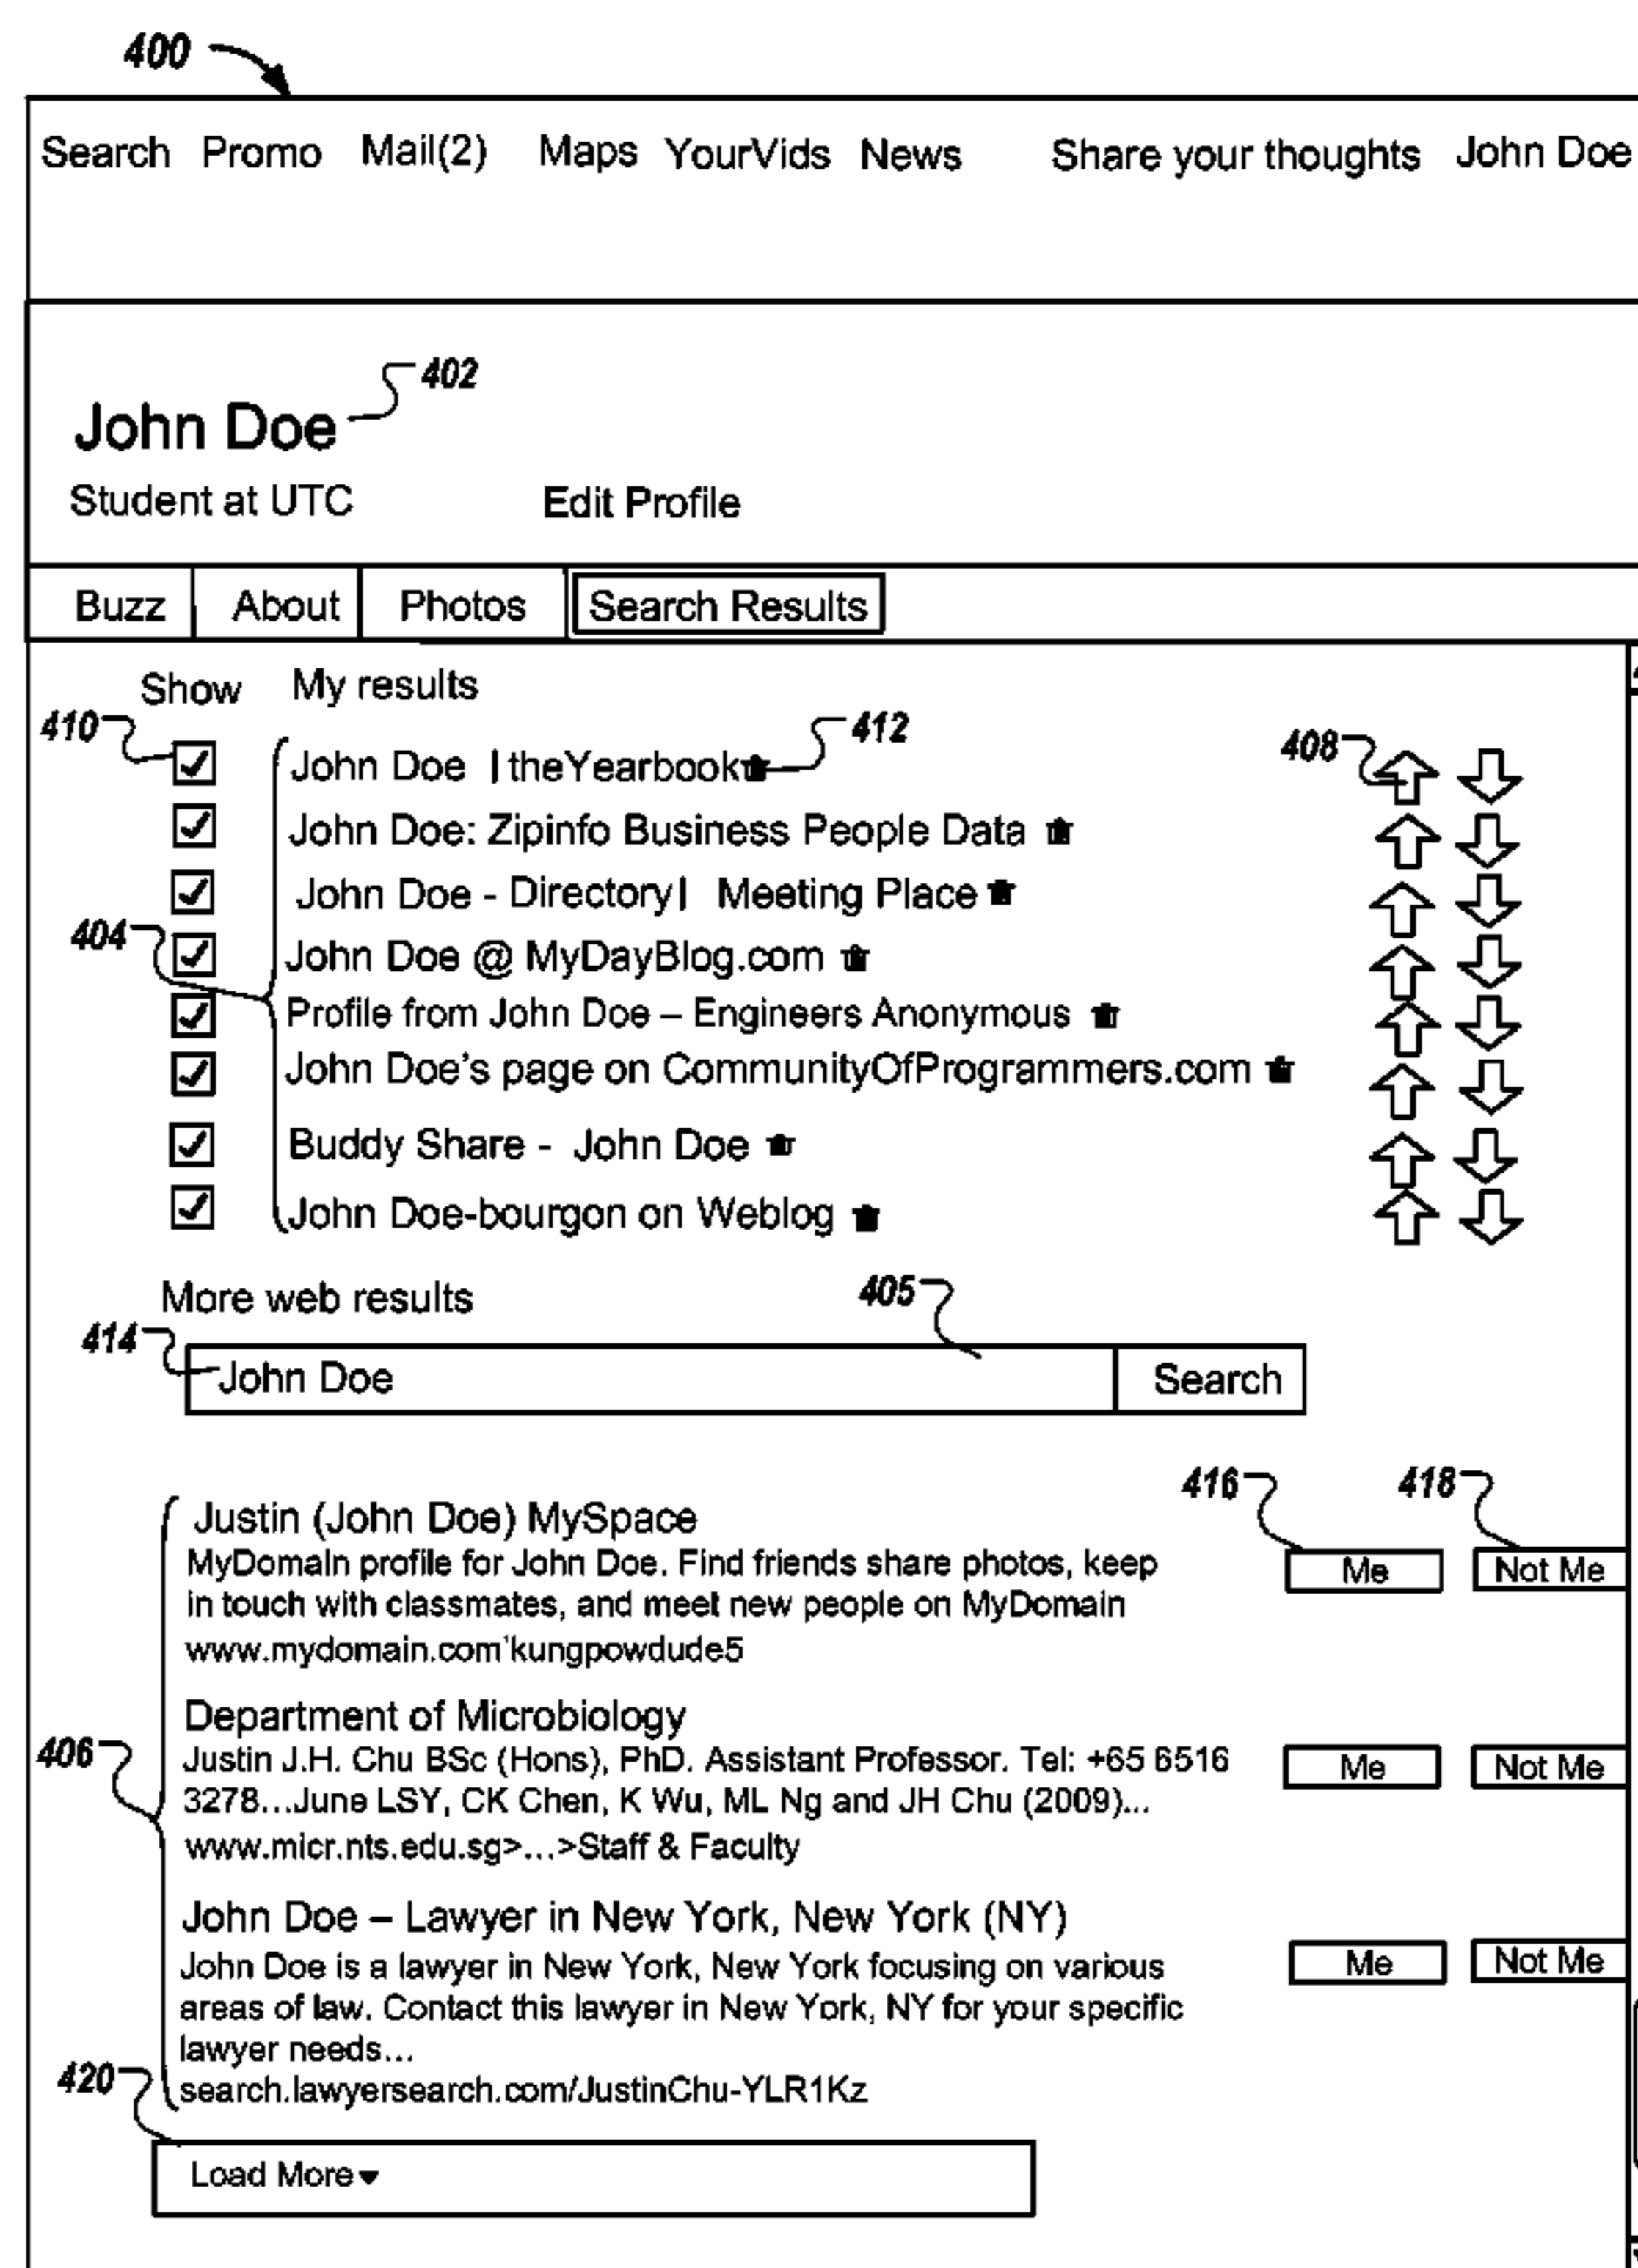 400
Search Promo Mail(2) Maps YourVids News Share your thoughts John Doe
402
John Doe
Student at UTC Edit Profile
Buzz About Photos Search Results
Show My results
410 412 408
John Doe | theYearbook
John Doe: Zipinfo Business People Data
John Doe - Directory| Meeting Place
404
John Doe @ MyDayBlog.com
Profile from John Doe – Engineers Anonymous
John Doe's page on CommunityOfProgrammers.com
Buddy Share - John Doe
John Doe-bourgon on Weblog
More web results 405
414
John Doe Search
416 418
Justin (John Doe) MySpace
MyDomain profile for John Doe. Find friends share photos, keep Me Not Me
in touch with classmates, and meet new people on MyDomain
www.mydomain.com'kungpowdude5
Department of Microbiology
406
Justin J.H. Chu BSc (Hons), PhD. Assistant Professor. Tel: +65 6516 Me Not Me
3278...June LSY, CK Chen, K Wu, ML Ng and JH Chu (2009)...
www.micr.nts.edu.sg>...>Staff & Faculty
John Doe – Lawyer in New York, New York (NY)
John Doe is a lawyer in New York, New York focusing on various Me Not Me
areas of law. Contact this lawyer in New York, NY for your specific
lawyer needs...
420
search.lawyersearch.com/JustinChu-YLR1Kz
Load More